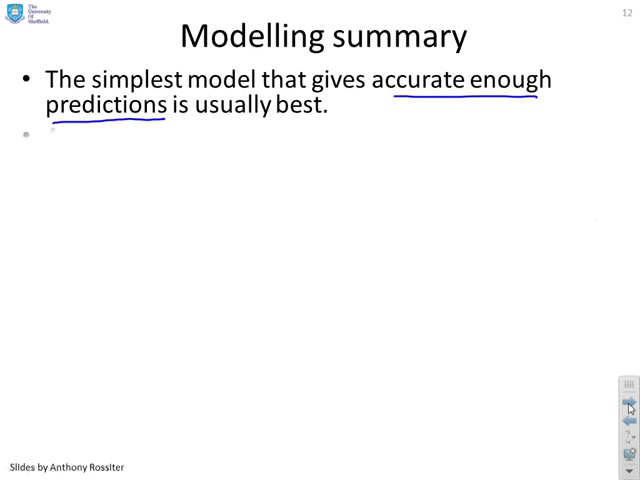 The
University
Of
Sheffield.
12
Modelling summary
• The simplest model that gives accurate enough
predictions is usually best.
Slides by Anthony Rossiter